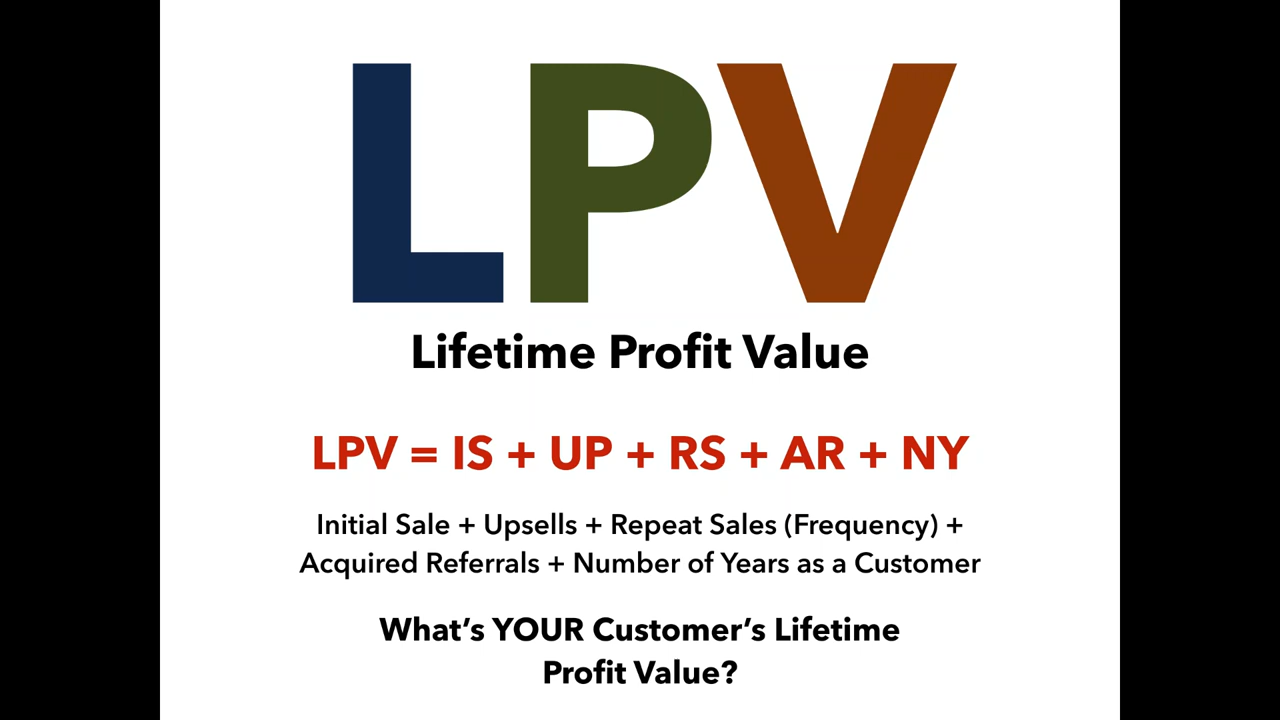 LPV
Lifetime Profit Value
LPV = IS + UP + RS + AR + NY
Initial Sale + Upsells + Repeat Sales (Frequency) +
Acquired Referrals + Number of Years as a Customer
What’s YOUR Customer’s Lifetime
Profit Value?